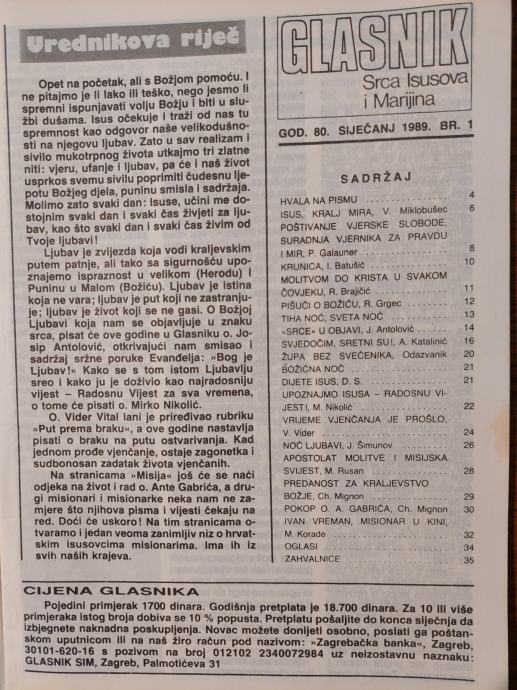 Urednikova riječ
Opet na početak, ali s Božjom pomoću. I
ne pitajmo je li lako ili teško, nego jesmo li
spremni ispunjavati volju Božju i biti u slu-
žbi dušama. Isus očekuje i traži od nas tu
spremnost kao odgovor naše velikodušno-
sti na njegovu ljubav. Zato u sav realizam i
sivilo mukotrpnog života utkajmo tri zlatne
niti: vjeru, ufanje i ljubav, pa će i naš život
usprkos svemu sivilu poprimiti čudesnu lje-
potu Božjeg djela, puninu smisla i sadržaja.
Molimo zato svaki dan: Isuse, učini me do-
stojnim svaki dan i svaki čas živjeti za lju-
bav, kao što svaki dan i svaki čas živim od
Tvoje ljubavi!
Ljubav je zvijezda koja vodi kraljevskim
putem patnje, ali tako sa sigurnošću upo-
znajemo ispraznost u velikom (Herodu) i
Puninu u Malom (Božiću). Ljubav je istina
koja ne vara; ljubav je put koji ne zastranju-
je; ljubav je život koji se ne gasi. O Božjoj
Ljubavi koja nam se objavljuje u znaku
srca, pisat će ove godine u Glasniku o. Jo-
sip Antolović, otkrivajući nam smisao i
sadržaj sržne poruke Evanđelja: »Bog je
Ljubav!« Kako se s tom istom Ljubavlju
sreo i kako ju je doživio kao najradosniju
vijest – Radosnu Vijest za sva vremena,
o tome će pisati o. Mirko Nikolić.
O. Vider Vital lani je priređivao rubriku
»Put prema braku«, a ove godine nastavlja
pisati o braku na putu ostvarivanja. Kad
jednom prođe vjenčanje, ostaje zagonetka i
sudbonosan zadatak života vjenčanih.
Na stranicama »Misija« još će se naći
odjeka na život i rad o. Ante Gabrića, a dru-
gi misionari i misionarke neka nam ne za-
mjere što njihova pisma i vijesti čekaju na
red. Doći će uskoro! Na tim stranicama o-
tvaramo i jedan veoma zanimljiv niz o hrvat-
skim isusovcima misionarima. Ima ih iz
svih naših krajeva.
GLASNIK
Srca Isusova
i Marijina
GOD. 80. SIJEČANJ 1989. BR. 1
SADRŽAJ
HVALA NA PISMU . . . . . . . . . . . . . . . 4
ISUS, KRALJ MIRA, V. Miklobušec 6
POŠTIVANJE VJERSKE SLOBODE,
SURADNJA VJERNIKA ZA PRAVDU
I MIR, P. Galauner . . . . . . . . . . . . . . . 8
KRUNICA, I. Batušić . . . . . . . . . . . . . 10
MOLITVOM DO KRISTA U SVAKOM
ČOVJEKU, R. Brajičić . . . . . . . . . . . . 11
PIŠUĆI O BOŽIĆU, R. Grgec . . . . . 12
TIHA NOĆ, SVETA NOĆ . . . . . . . . . 13
»SRCE« U OBJAVI, J. Antolović . . . 14
SVJEDOČIM, SRETNI SU!, A. Katalinić 16
ŽUPA BEZ SVEĆENIKA, Odazvanik 20
BOŽIĆNA NOĆ . . . . . . . . . . . . . . . . . 21
DIJETE ISUS, D. S. . . . . . . . . . . . . . . 21
UPOZNAJMO ISUSA – RADOSNU VI-
JESTI, M. Nikolić . . . . . . . . . . . . . . . . 22
VRIJEME VJENČANJA JE PROŠLO,
V. Vider . . . . . . . . . . . . . . . . . . . . . . . 24
NOĆ LJUBAVI, J. Šimunov . . . . . . . 26
APOSTOLAT MOLITVE I MISIJSKA
SVIJEST, M. Rusan . . . . . . . . . . . . . . 28
PREDANOST ZA KRALJEVSTVO
BOŽJE, Ch. Mignon . . . . . . . . . . . . . 29
POKOP O. A. GABRIĆA, Ch. Mignon 30
IVAN VREMAN, MISIONAR U KINI,
M. Korade . . . . . . . . . . . . . . . . . . . . . 32
OGLASI . . . . . . . . . . . . . . . . . . . . . . . 34
ZAHVALNICE . . . . . . . . . . . . . . . . . . 35
CIJENA GLASNIKA
Pojedini primjerak 1700 dinara. Godišnja pretplata je 18.700 dinara. Za 10 ili više
primjeraka istog broja dobiva se 10 % popusta. Pretplatu pošaljite do konca siječnja da
izbjegnete naknadna poskupljenja. Novac možete donijeti osobno, poslati ga poštan-
skom uputnicom ili na naš žiro račun pod nazivom: »Zagrebačka banka«, Zagreb,
30101-620-16 s pozivom na broj 012102 2340072984 uz neizostavnu naznaku:
GLASNIK SIM, Zagreb, Palmotićeva 31